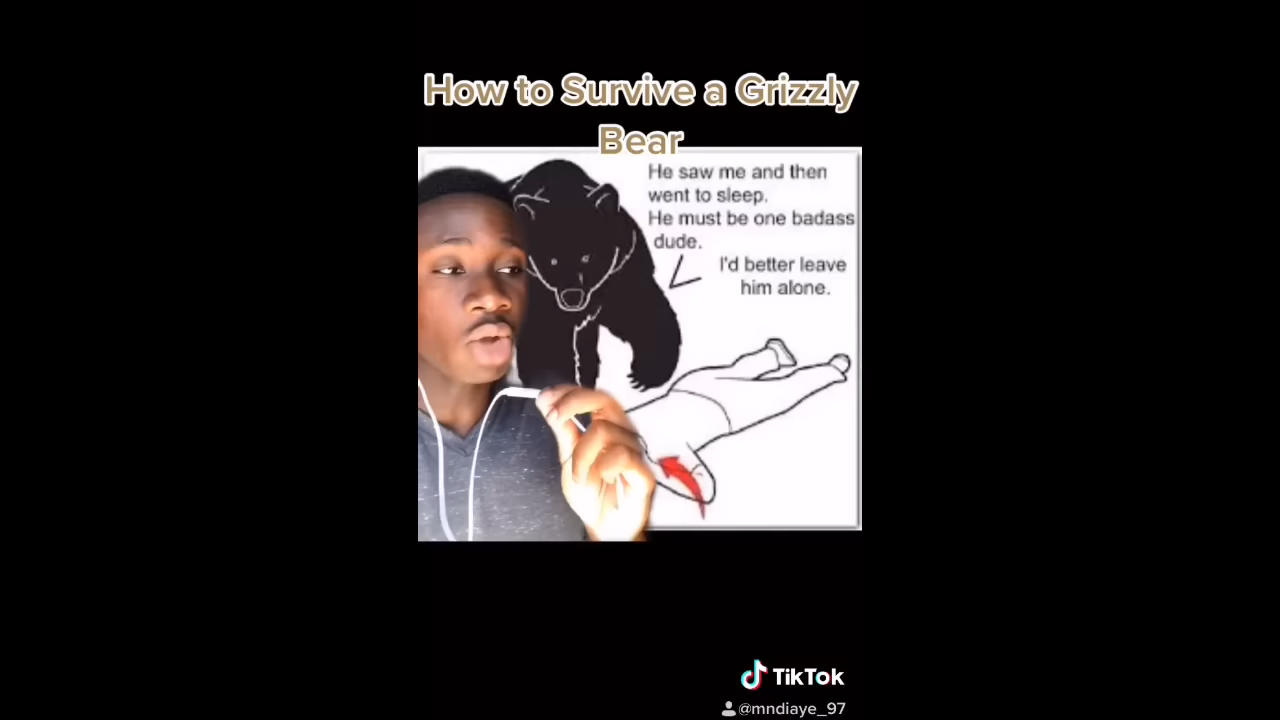 How to Survive a Grizzly
Bear
He saw me and then
went to sleep.
He must be one badass
dude.
I'd better leave
him alone.
TikTok
@mndiaye_97